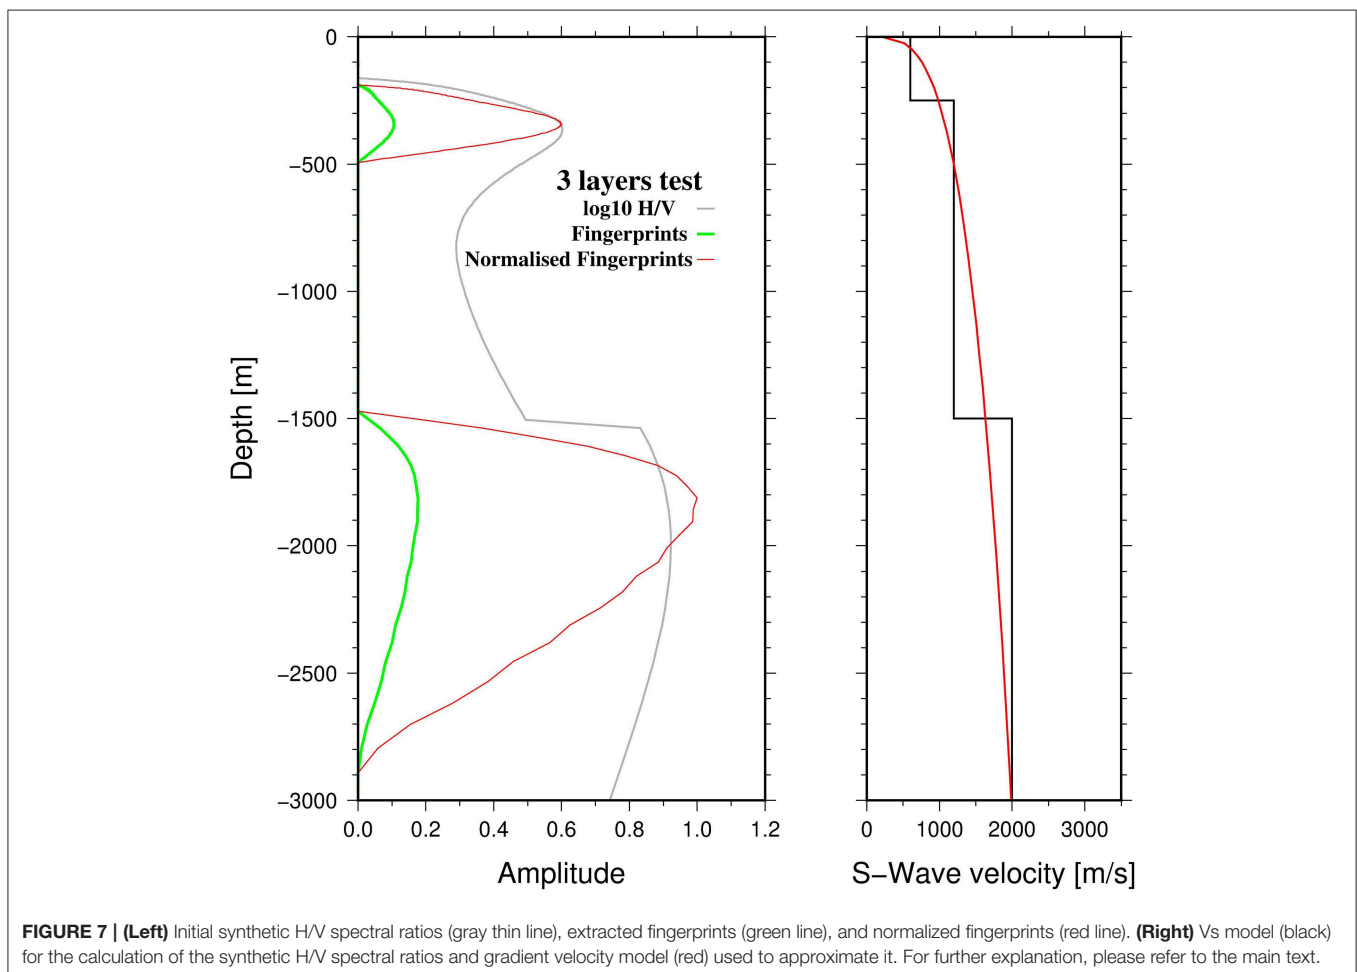 0
−500
−1000
−1500
−2000
−2500
−3000
Depth [m]
3 layers test
log10 H/V
Fingerprints
Normalised Fingerprints
0.0 0.2 0.4 0.6 0.8 1.0 1.2
Amplitude
0 1000 2000 3000
S−Wave velocity [m/s]
FIGURE 7 | (Left) Initial synthetic H/V spectral ratios (gray thin line), extracted fingerprints (green line), and normalized fingerprints (red line). (Right) Vs model (black)
for the calculation of the synthetic H/V spectral ratios and gradient velocity model (red) used to approximate it. For further explanation, please refer to the main text.